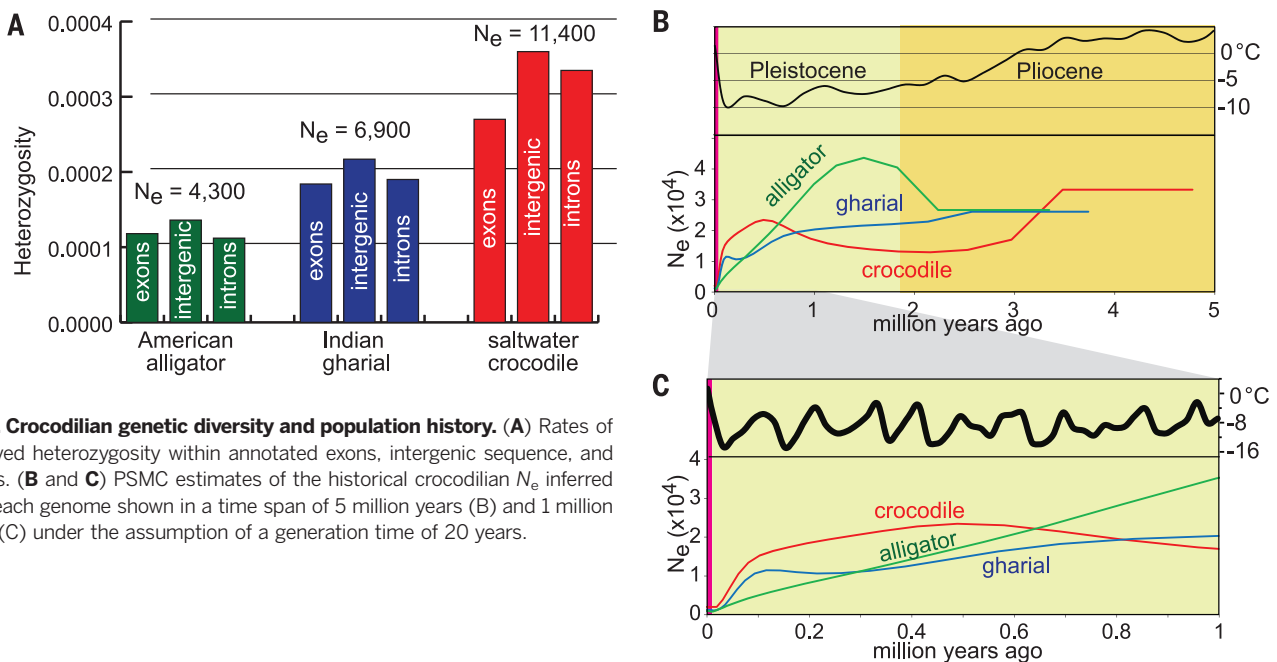 A
0.0004
0.0003
0.0002
0.0001
0.0000
Heterozygosity
Ne = 4,300
Ne = 6,900
Ne = 11,400
exons
intergenic
introns
exons
intergenic
introns
exons
intergenic
introns
American
alligator
Indian
gharial
saltwater
crocodile
Crocodilian genetic diversity and population history. (A) Rates of
yed heterozygosity within annotated exons, intergenic sequence, and
s. (B and C) PSMC estimates of the historical crocodilian Ne inferred
each genome shown in a time span of 5 million years (B) and 1 million
(C) under the assumption of a generation time of 20 years.
B
Pleistocene
Pliocene
0 °C
-5
-10
4
3
2
1
0
Ne (x10⁴)
alligator
gharial
crocodile
0 1 2 3 4 5
million years ago
C
0 °C
-8
-16
4
3
2
1
0
Ne (x10⁴)
crocodile
alligator
gharial
0 0.2 0.4 0.6 0.8 1
million years ago